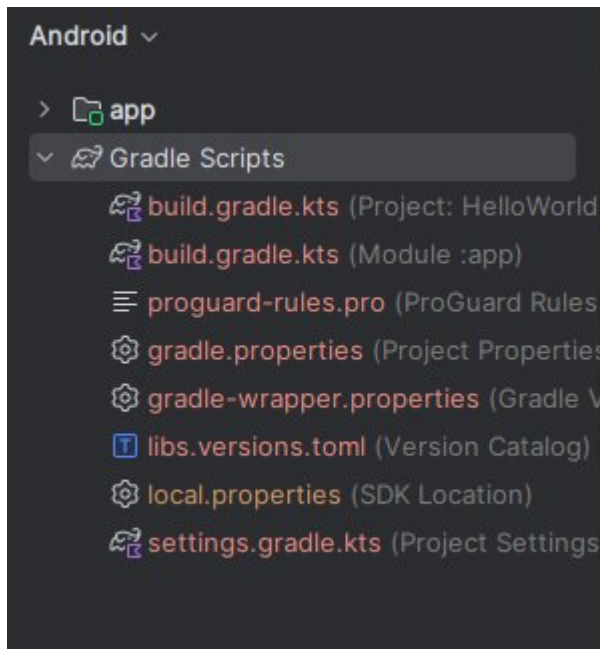 Android
app
Gradle Scripts
build.gradle.kts (Project: HelloWorld
build.gradle.kts (Module :app)
proguard-rules.pro (ProGuard Rules
gradle.properties (Project Properties
gradle-wrapper.properties (Gradle V
libs.versions.toml (Version Catalog)
local.properties (SDK Location)
settings.gradle.kts (Project Settings